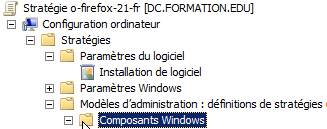 Stratégie o-firefox-21-fr [DC.FORMATION.EDU]
Configuration ordinateur
Stratégies
Paramètres du logiciel
Installation de logiciel
Paramètres Windows
Modèles d'administration : définitions de stratégies
Composants Windows